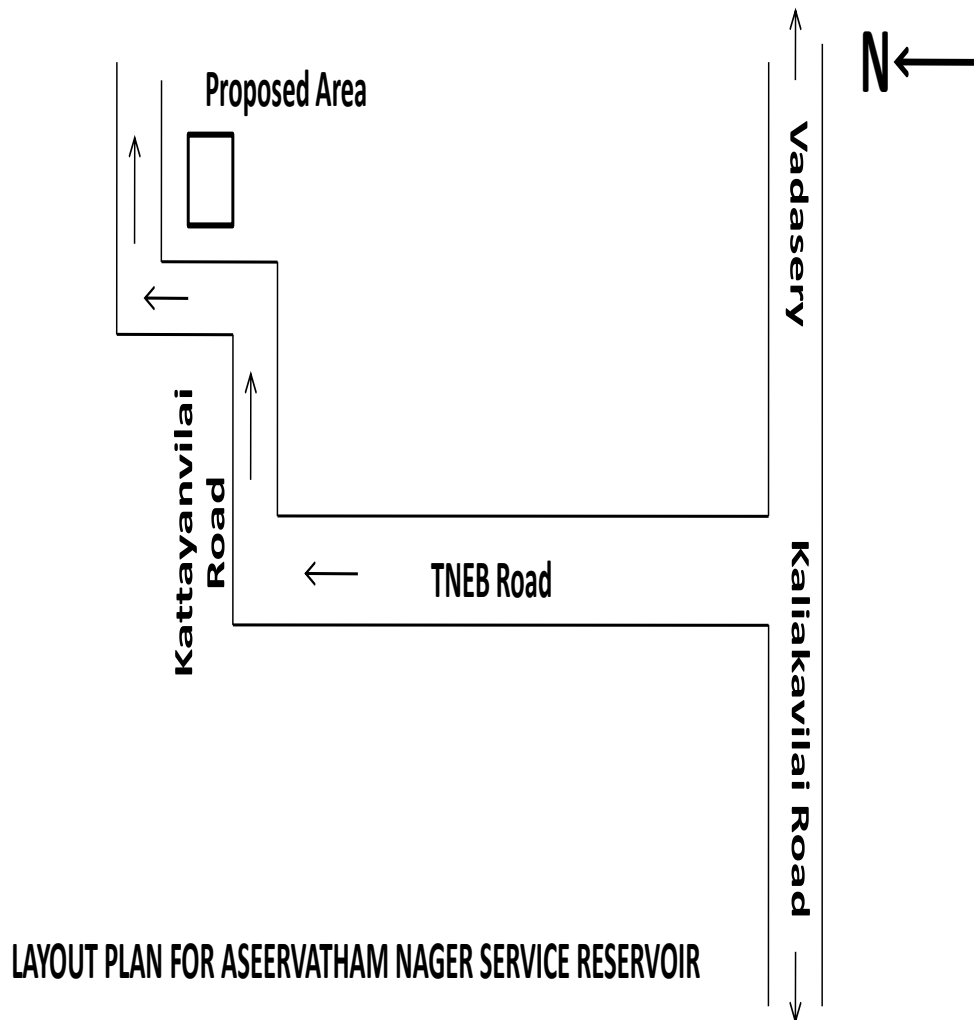 N
Proposed Area
Vadasery
Kattayanvilai
Road
TNEB Road
Kaliakavilai Road
LAYOUT PLAN FOR ASEERVATHAM NAGER SERVICE RESERVOIR